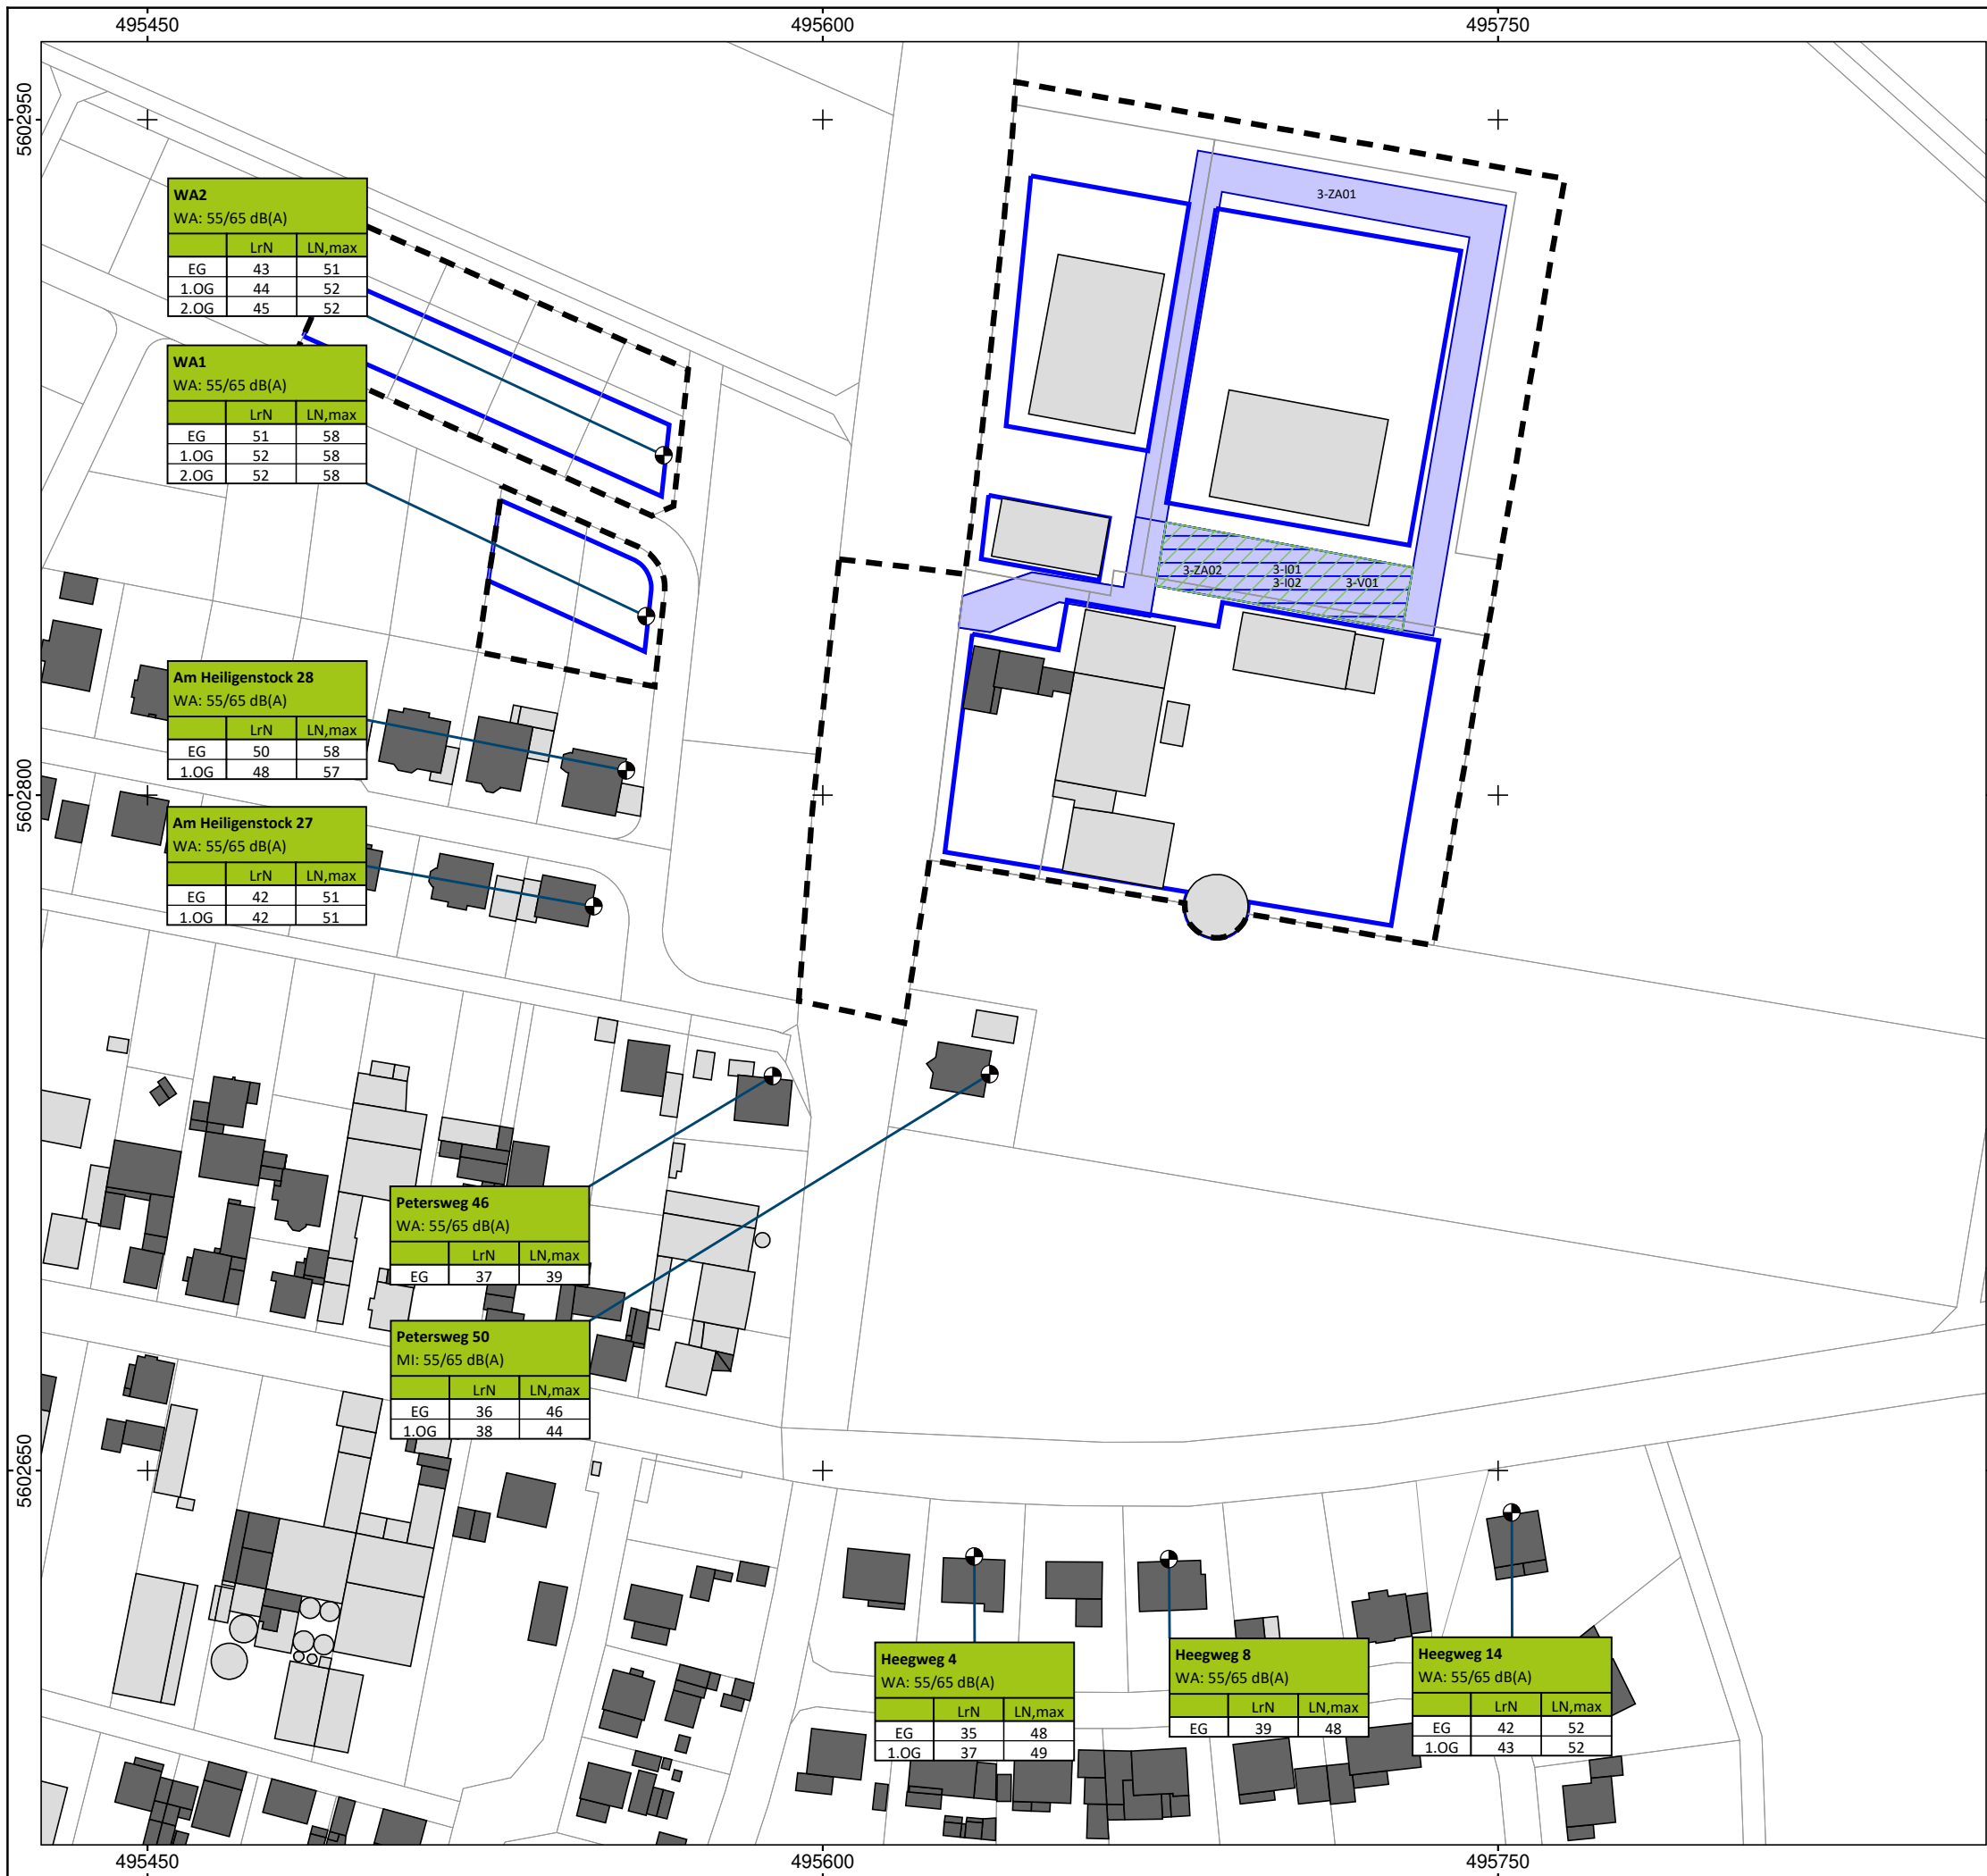 495450 495600 495750
5602950
5602800
5602650
WA2
WA: 55/65 dB(A)
LrN LN,max
EG 43 51
1.OG 44 52
2.OG 45 52
WA1
WA: 55/65 dB(A)
LrN LN,max
EG 51 58
1.OG 52 58
2.OG 52 58
3-ZA01
3-ZA02 3-I01
3-I02 3-V01
Am Heiligenstock 28
WA: 55/65 dB(A)
LrN LN,max
EG 50 58
1.OG 48 57
Am Heiligenstock 27
WA: 55/65 dB(A)
LrN LN,max
EG 42 51
1.OG 42 51
Petersweg 46
WA: 55/65 dB(A)
LrN LN,max
EG 37 39
Petersweg 50
MI: 55/65 dB(A)
LrN LN,max
EG 36 46
1.OG 38 44
Heegweg 4
WA: 55/65 dB(A)
LrN LN,max
EG 35 48
1.OG 37 49
Heegweg 8
WA: 55/65 dB(A)
LrN LN,max
EG 39 48
Heegweg 14
WA: 55/65 dB(A)
LrN LN,max
EG 42 52
1.OG 43 52
495450 495600 495750